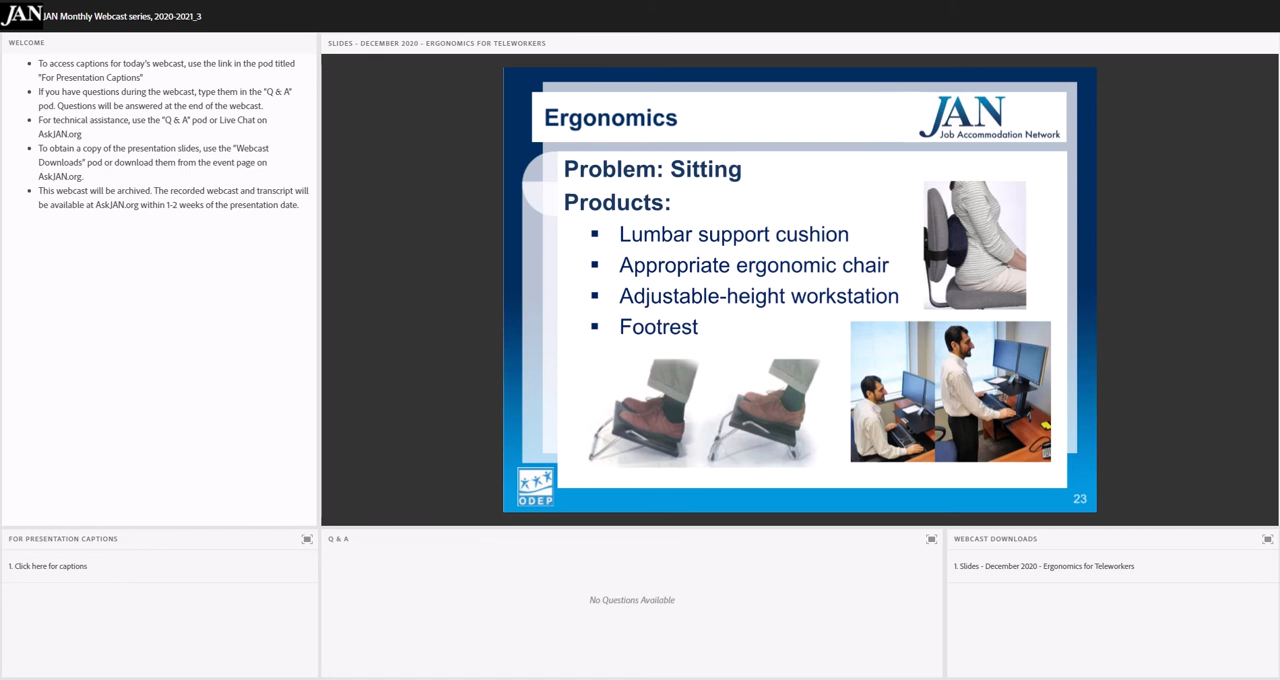 JAN JAN Monthly Webcast series, 2020-2021_3
WELCOME
To access captions for today's webcast, use the link in the pod titled
"For Presentation Captions"
If you have questions during the webcast, type them in the "Q & A"
pod. Questions will be answered at the end of the webcast.
For technical assistance, use the "Q & A" pod or Live Chat on
AskJAN.org
To obtain a copy of the presentation slides, use the "Webcast
Downloads" pod or download them from the event page on
AskJAN.org.
This webcast will be archived. The recorded webcast and transcript will
be available at AskJAN.org within 1-2 weeks of the presentation date.
SLIDES - DECEMBER 2020 - ERGONOMICS FOR TELEWORKERS
Ergonomics
JAN
Job Accommodation Network
Problem: Sitting
Products:
Lumbar support cushion
Appropriate ergonomic chair
Adjustable-height workstation
Footrest
ODEP
23
FOR PRESENTATION CAPTIONS
1. Click here for captions
Q & A
No Questions Available
WEBCAST DOWNLOADS
1. Slides - December 2020 - Ergonomics for Teleworkers